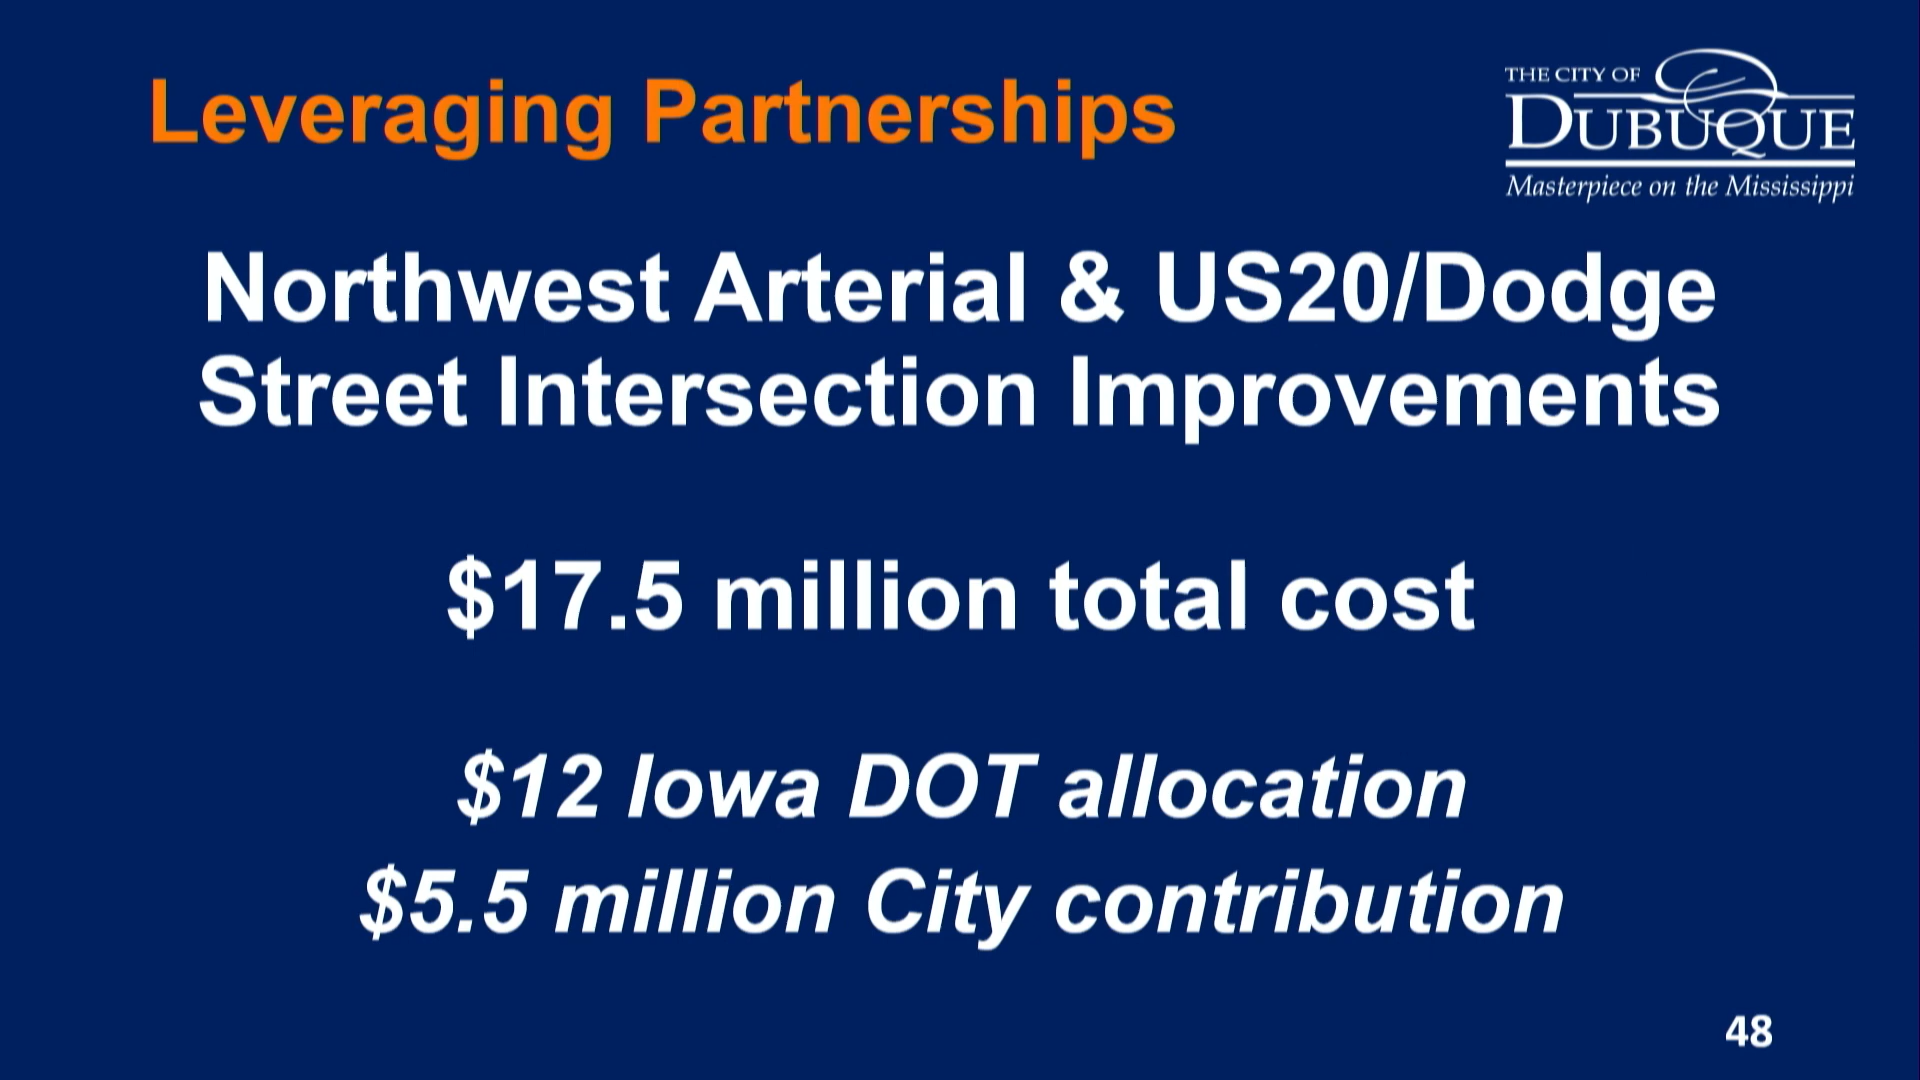 Leveraging Partnerships
THE CITY OF
DUBUQUE
Masterpiece on the Mississippi
Northwest Arterial & US20/Dodge
Street Intersection Improvements
$17.5 million total cost
$12 Iowa DOT allocation
$5.5 million City contribution
48